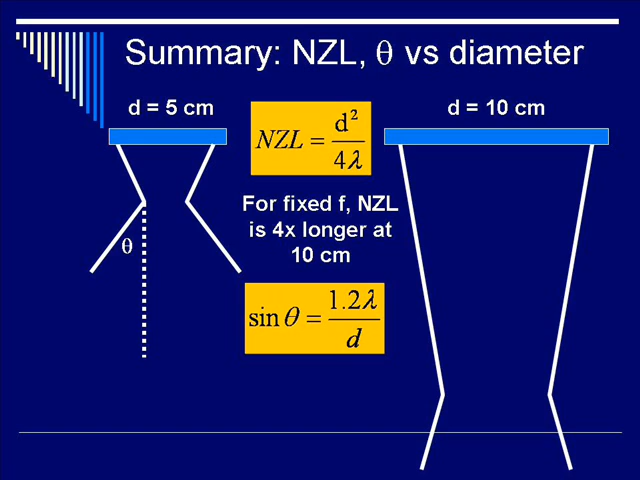 Summary: NZL, θ vs diameter
d = 5 cm
NZL = d²/4λ
d = 10 cm
For fixed f, NZL
is 4x longer at
10 cm
θ
sin θ = 1.2λ/d